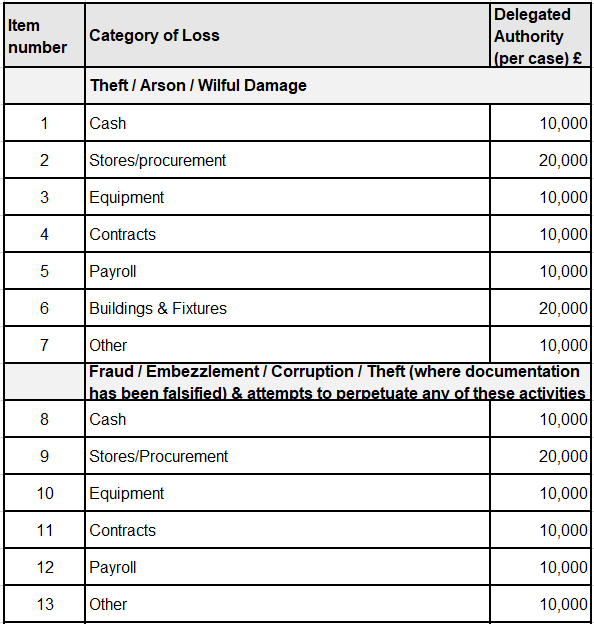 Item number Category of Loss Delegated Authority (per case) £
Theft / Arson / Wilful Damage
1 Cash 10,000
2 Stores/procurement 20,000
3 Equipment 10,000
4 Contracts 10,000
5 Payroll 10,000
6 Buildings & Fixtures 20,000
7 Other 10,000
Fraud / Embezzlement / Corruption / Theft (where documentation
has been falsified) & attempts to perpetuate any of these activities
8 Cash 10,000
9 Stores/Procurement 20,000
10 Equipment 10,000
11 Contracts 10,000
12 Payroll 10,000
13 Other 10,000